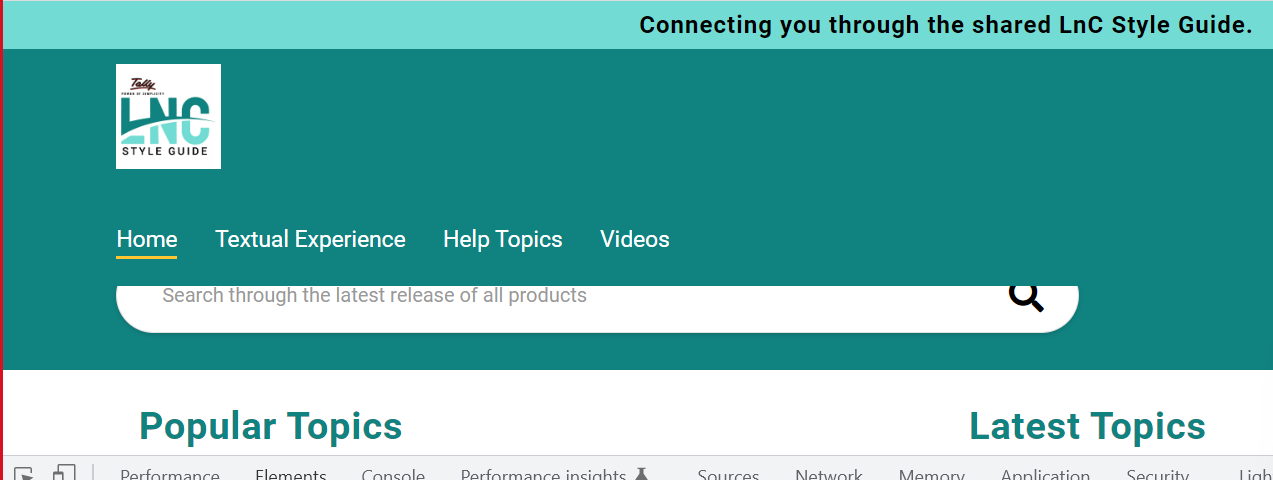 Connecting you through the shared LnC Style Guide.
Tally
POWER OF SIMPLICITY
LNC
STYLE GUIDE
Home Textual Experience Help Topics Videos
Search through the latest release of all products
Popular Topics Latest Topics
Performance Elements Console Performance insights Sources Network Memory Application Security Ligh